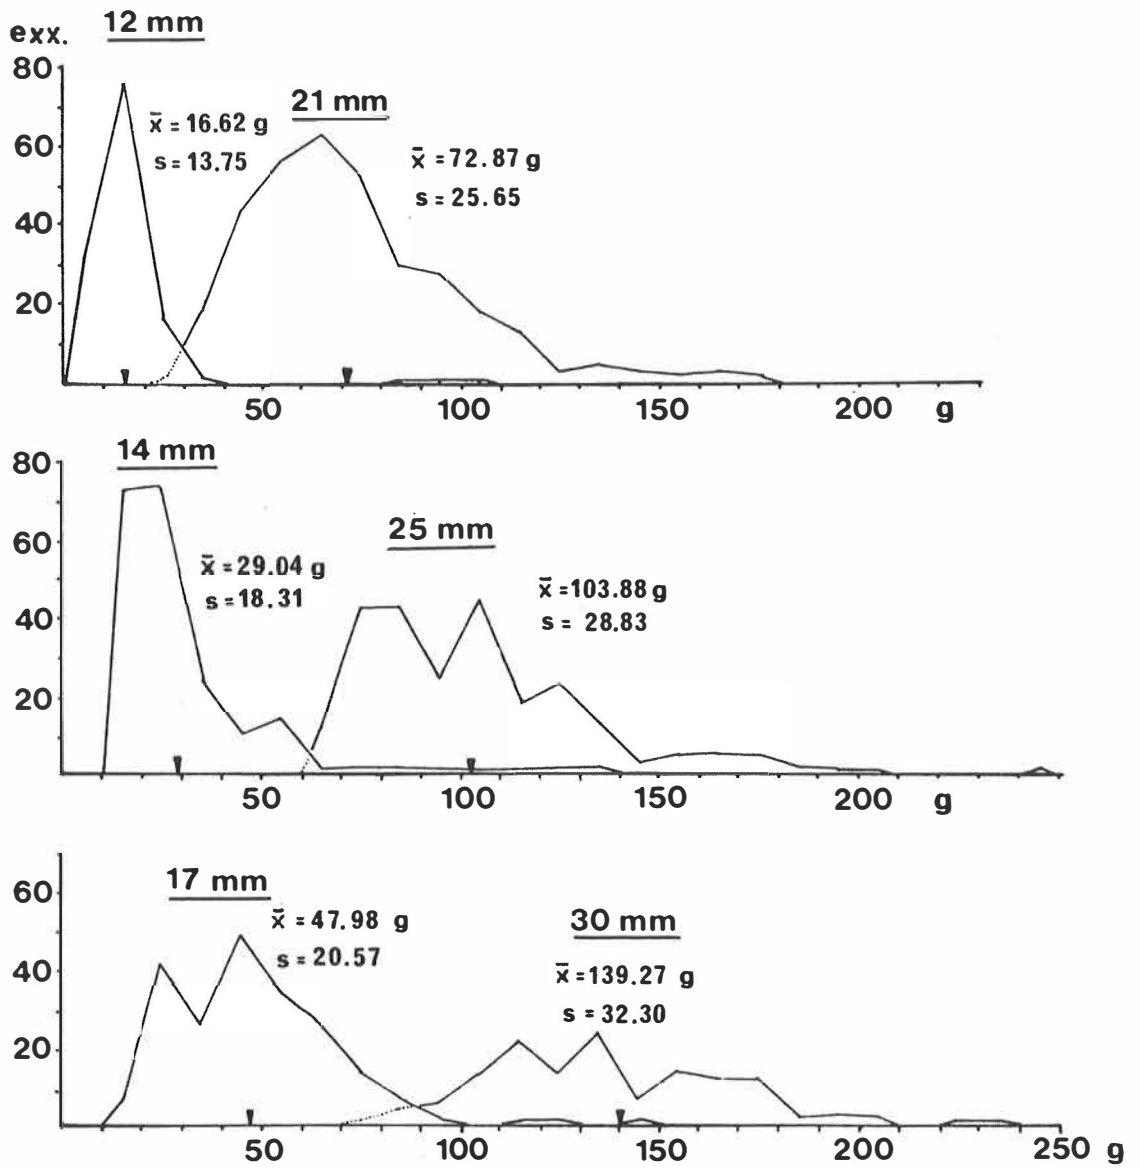 exx.
12 mm
80
60
40
20
x̄ = 16.62 g
s = 13.75
21 mm
x̄ = 72.87 g
s = 25.65
50 100 150 200 g
14 mm
80
60
40
20
x̄ = 29.04 g
s = 18.31
25 mm
x̄ = 103.88 g
s = 28.83
50 100 150 200 g
17 mm
60
40
20
x̄ = 47.98 g
s = 20.57
30 mm
x̄ = 139.27 g
s = 32.30
50 100 150 200 250 g